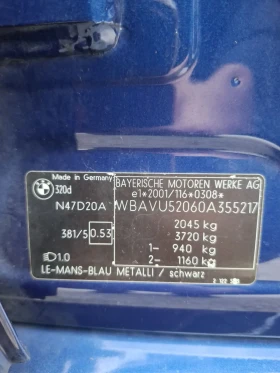 Made in Germany
BAYERISCHE MOTOREN WERKE AG
e1*2001/116*0308*
320d
N47D20A
WBAVU52060A355217
381/5 0.53
2045 kg
3720 kg
1- 940 kg
2- 1160 kg
1.0
LE-MANS-BLAU METALLI / schwarz